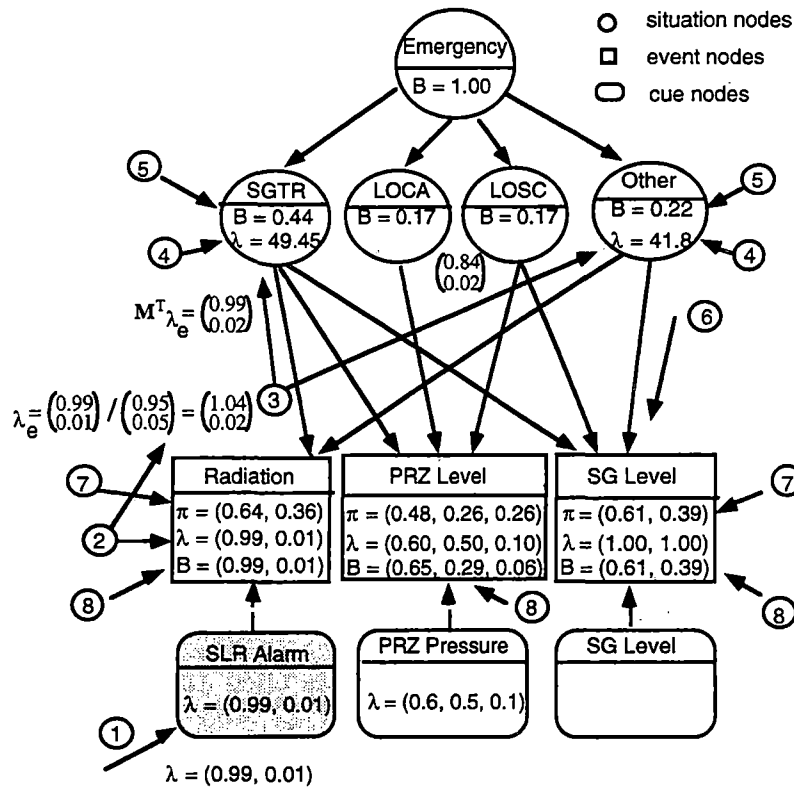 situation nodes
event nodes
cue nodes
Emergency
B = 1.00
5
SGTR
B = 0.44
λ = 49.45
LOCA
B = 0.17
LOSC
B = 0.17
Other
B = 0.22
λ = 41.8
5
4
4
(0.84
0.02)
M^T λ_e = (0.99
0.02)
6
3
λ_e = (0.99
0.01) / (0.95
0.05) = (1.04
0.02)
7
2
8
Radiation
π = (0.64, 0.36)
λ = (0.99, 0.01)
B = (0.99, 0.01)
PRZ Level
π = (0.48, 0.26, 0.26)
λ = (0.60, 0.50, 0.10)
B = (0.65, 0.29, 0.06)
SG Level
π = (0.61, 0.39)
λ = (1.00, 1.00)
B = (0.61, 0.39)
7
8
8
SLR Alarm
λ = (0.99, 0.01)
PRZ Pressure
λ = (0.6, 0.5, 0.1)
SG Level
1
λ = (0.99, 0.01)